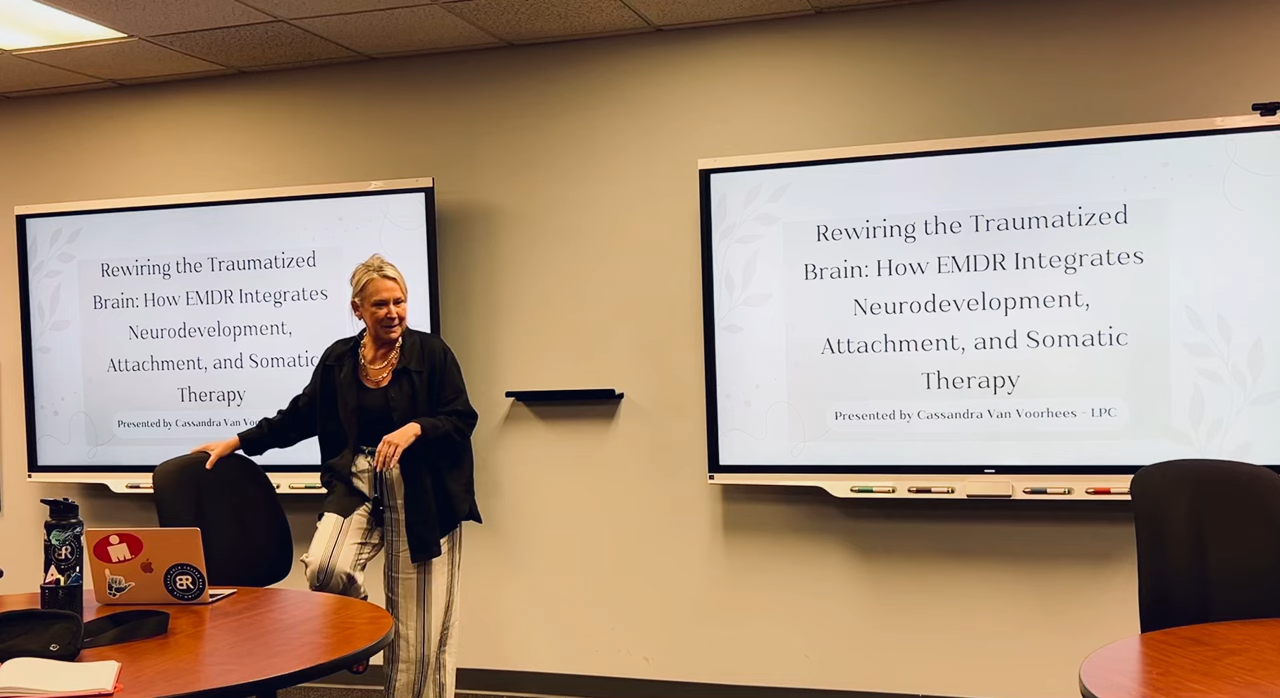 Rewiring the Traumatized
Brain: How EMDR Integrates
Neurodevelopment,
Attachment, and Somatic
Therapy
Presented by Cassandra Van
Rewiring the Traumatized
Brain: How EMDR Integrates
Neurodevelopment,
Attachment, and Somatic
Therapy
Presented by Cassandra Van Voorhees - LPC
BR